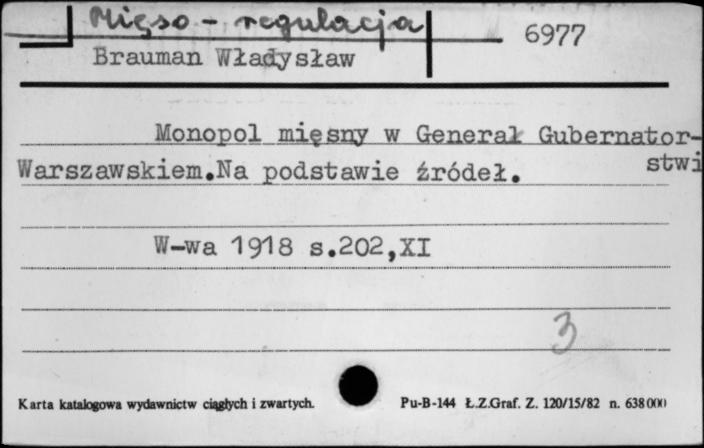 Mięso - regulacja
6977
Brauman Władysław
Monopol mięsny w Generał Gubernator-
stwi
Warszawskiem.Na podstawie źródeł.
W-wa 1918 s.202,XI
3
Karta katalogowa wydawnictw ciągłych i zwartych.
Pu-B-144 Ł.Z.Graf. Z. 120/15/82 n. 638000